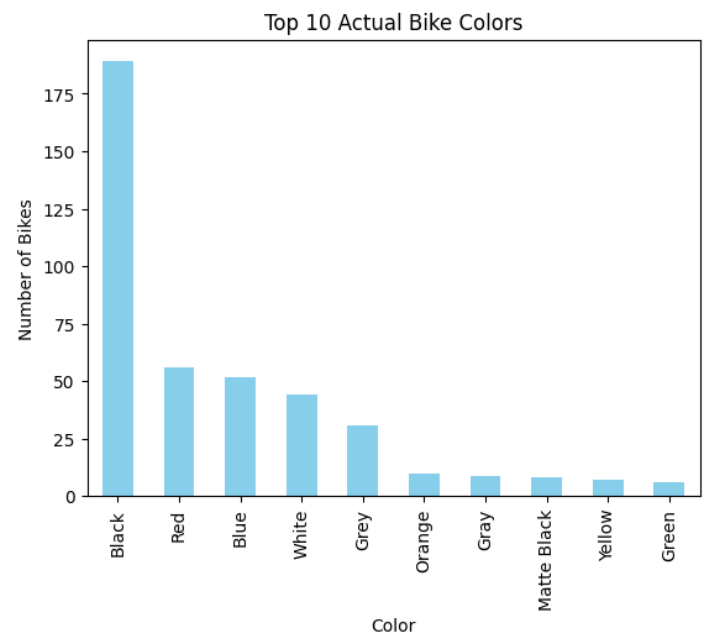 Top 10 Actual Bike Colors
Number of Bikes
175
150
125
100
75
50
25
0
Black
Red
Blue
White
Grey
Orange
Gray
Matte Black
Yellow
Green
Color